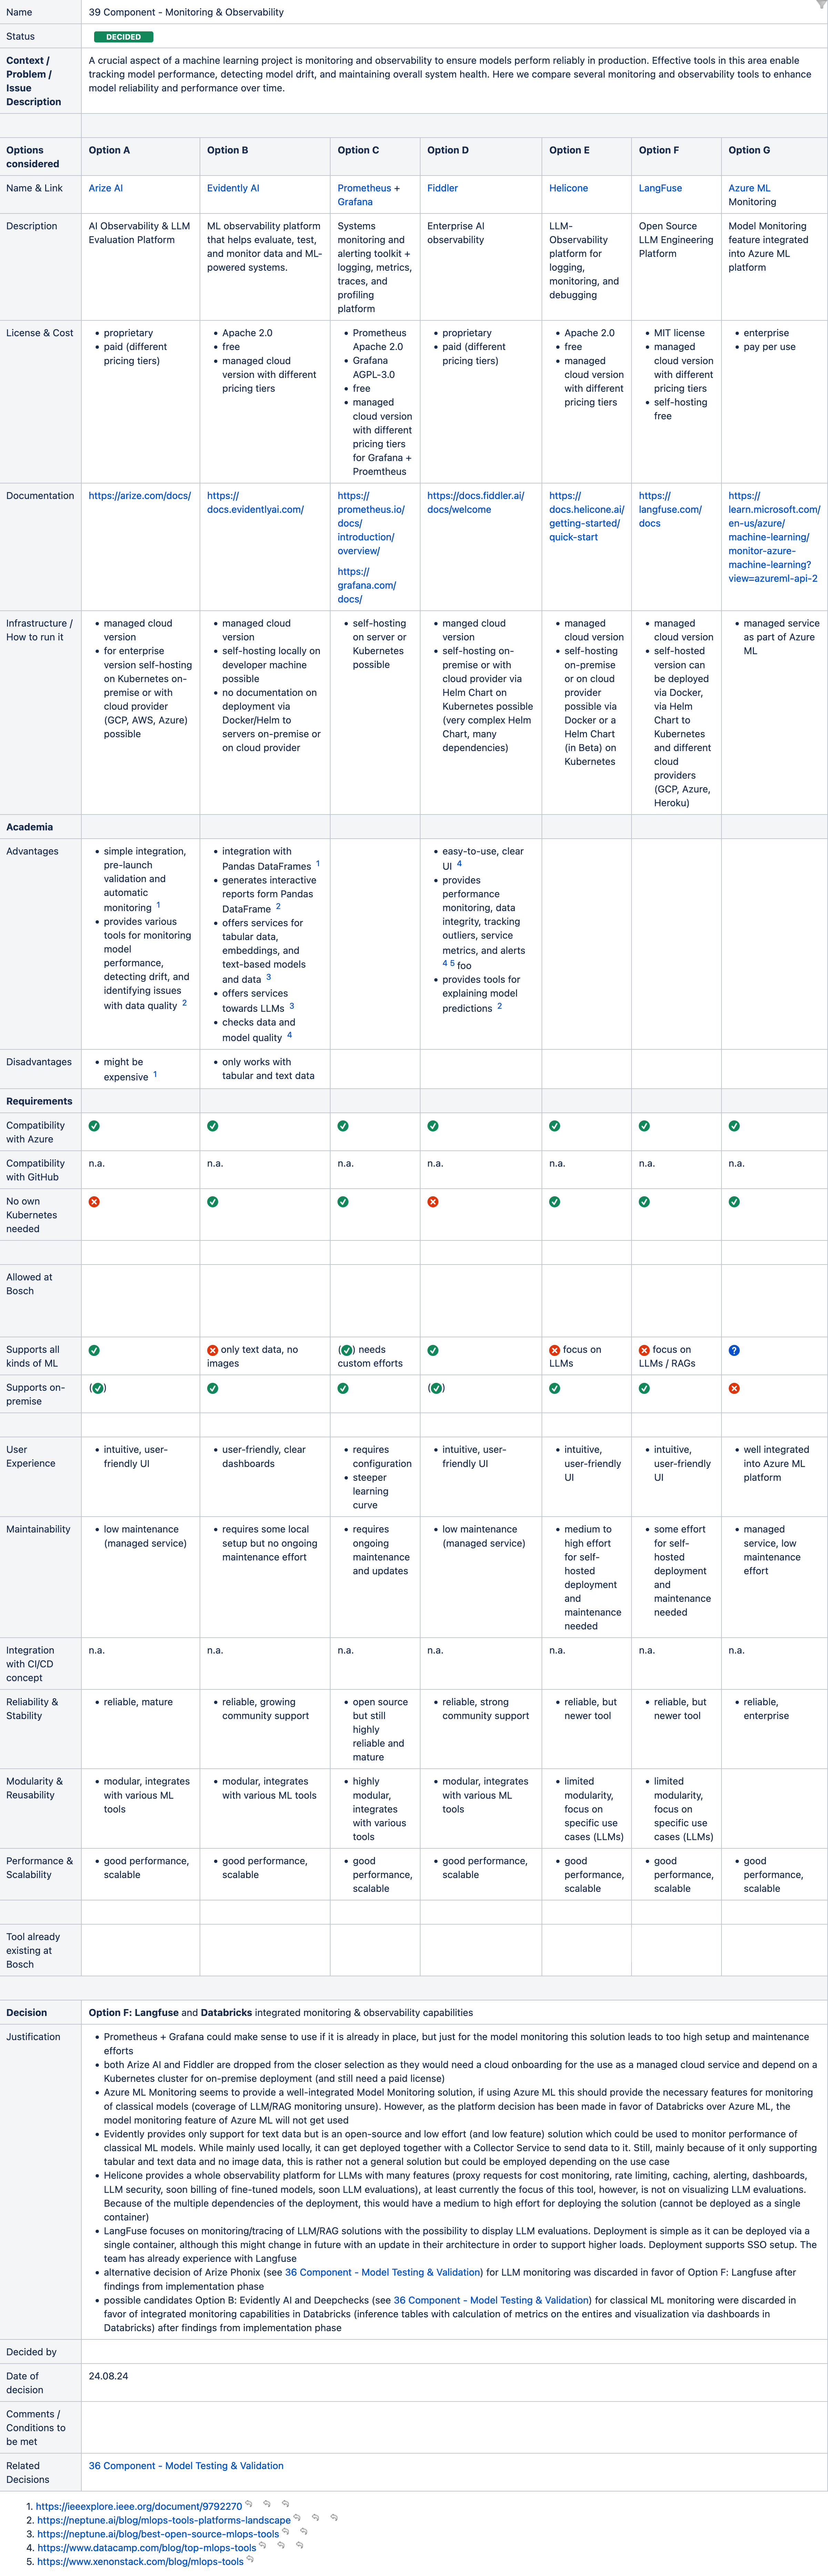 Name
39 Component - Monitoring & Observability
Status
DECIDED
Context /
Problem /
Issue
Description
A crucial aspect of a machine learning project is monitoring and observability to ensure models perform reliably in production. Effective tools in this area enable
tracking model performance, detecting model drift, and maintaining overall system health. Here we compare several monitoring and observability tools to enhance
model reliability and performance over time.
Options
considered
Option A
Option B
Option C
Option D
Option E
Option F
Option G
Name & Link
Arize AI
Evidently AI
Prometheus +
Grafana
Fiddler
Helicone
LangFuse
Azure ML
Monitoring
Description
AI Observability & LLM
Evaluation Platform
ML observability platform
that helps evaluate, test,
and monitor data and ML-
powered systems.
Systems
monitoring and
alerting toolkit +
logging, metrics,
traces, and
profiling
platform
Enterprise AI
observability
LLM-
Observability
platform for
logging,
monitoring, and
debugging
Open Source
LLM Engineering
Platform
Model Monitoring
feature integrated
into Azure ML
platform
License & Cost
• proprietary
• paid (different
pricing tiers)
• Apache 2.0
• free
• managed cloud
version with different
pricing tiers
• Prometheus
Apache 2.0
• Grafana
AGPL-3.0
• free
• managed
cloud version
with different
pricing tiers
for Grafana +
Proemtheus
• proprietary
• paid (different
pricing tiers)
• Apache 2.0
• free
• managed
cloud version
with different
pricing tiers
• MIT license
• managed
cloud version
with different
pricing tiers
• self-hosting
free
• enterprise
• pay per use
Documentation
https://arize.com/docs/
https://
docs.evidentlyai.com/
https://
prometheus.io/
docs/
introduction/
overview/
https://
grafana.com/
docs/
https://docs.fiddler.ai/
docs/welcome
https://
docs.helicone.ai/
getting-started/
quick-start
https://
langfuse.com/
docs
https://
learn.microsoft.com/
en-us/azure/
machine-learning/
monitor-azure-
machine-learning?
view=azureml-api-2
Infrastructure /
How to run it
• managed cloud
version
• for enterprise
version self-hosting
on Kubernetes on-
premise or with
cloud provider
(GCP, AWS, Azure)
possible
• managed cloud
version
• self-hosting locally on
developer machine
possible
• no documentation on
deployment via
Docker/Helm to
servers on-premise or
on cloud provider
• self-hosting
on server or
Kubernetes
possible
• manged cloud
version
• self-hosting on-
premise or with
cloud provider via
Helm Chart on
Kubernetes possible
(very complex Helm
Chart, many
dependencies)
• managed
cloud version
• self-hosting
on-premise
or on cloud
provider
possible via
Docker or a
Helm Chart
(in Beta) on
Kubernetes
• managed
cloud version
• self-hosted
version can
be deployed
via Docker,
via Helm
Chart to
Kubernetes
and different
cloud
providers
(GCP, Azure,
Heroku)
• managed service
as part of Azure
ML
Academia
Advantages
• simple integration,
pre-launch
validation and
automatic
monitoring 1
• provides various
tools for monitoring
model
performance,
detecting drift, and
identifying issues
with data quality 2
• integration with
Pandas DataFrames 1
• generates interactive
reports form Pandas
DataFrame 2
• offers services for
tabular data,
embeddings, and
text-based models
and data 3
• offers services
towards LLMs 3
• checks data and
model quality 4
• easy-to-use, clear
UI 4
• provides
performance
monitoring, data
integrity, tracking
outliers, service
metrics, and alerts
4 5 foo
• provides tools for
explaining model
predictions 2
Disadvantages
• might be
expensive 1
• only works with
tabular and text data
Requirements
Compatibility
with Azure
Compatibility
with GitHub
n.a.
n.a.
n.a.
n.a.
n.a.
n.a.
n.a.
No own
Kubernetes
needed
Allowed at
Bosch
Supports all
kinds of ML
only text data, no
images
( ) needs
custom efforts
focus on
LLMs
focus on
LLMs / RAGs
?
Supports on-
premise
( )
( )
User
Experience
• intuitive, user-
friendly UI
• user-friendly, clear
dashboards
• requires
configuration
• steeper
learning
curve
• intuitive, user-
friendly UI
• intuitive,
user-friendly
UI
• intuitive,
user-friendly
UI
• well integrated
into Azure ML
platform
Maintainability
• low maintenance
(managed service)
• requires some local
setup but no ongoing
maintenance effort
• requires
ongoing
maintenance
and updates
• low maintenance
(managed service)
• medium to
high effort
for self-
hosted
deployment
and
maintenance
needed
• some effort
for self-
hosted
deployment
and
maintenance
needed
• managed
service, low
maintenance
effort
Integration
with CI/CD
concept
n.a.
n.a.
n.a.
n.a.
n.a.
n.a.
n.a.
Reliability &
Stability
• reliable, mature
• reliable, growing
community support
• open source
but still
highly
reliable and
mature
• reliable, strong
community support
• reliable, but
newer tool
• reliable, but
newer tool
• reliable,
enterprise
Modularity &
Reusability
• modular, integrates
with various ML
tools
• modular, integrates
with various ML tools
• highly
modular,
integrates
with various
tools
• modular, integrates
with various ML
tools
• limited
modularity,
focus on
specific use
cases (LLMs)
• limited
modularity,
focus on
specific use
cases (LLMs)
Performance &
Scalability
• good performance,
scalable
• good performance,
scalable
• good
performance,
scalable
• good performance,
scalable
• good
performance,
scalable
• good
performance,
scalable
• good
performance,
scalable
Tool already
existing at
Bosch
Decision
Option F: Langfuse and Databricks integrated monitoring & observability capabilities
Justification
• Prometheus + Grafana could make sense to use if it is already in place, but just for the model monitoring this solution leads to too high setup and maintenance
efforts
• both Arize AI and Fiddler are dropped from the closer selection as they would need a cloud onboarding for the use as a managed cloud service and depend on a
Kubernetes cluster for on-premise deployment (and still need a paid license)
• Azure ML Monitoring seems to provide a well-integrated Model Monitoring solution, if using Azure ML this should provide the necessary features for monitoring
of classical models (coverage of LLM/RAG monitoring unsure). However, as the platform decision has been made in favor of Databricks over Azure ML, the
model monitoring feature of Azure ML will not get used
• Evidently provides only support for text data but is an open-source and low effort (and low feature) solution which could be used to monitor performance of
classical ML models. While mainly used locally, it can get deployed together with a Collector Service to send data to it. Still, mainly because of it only supporting
tabular and text data and no image data, this is rather not a general solution but could be employed depending on the use case
• Helicone provides a whole observability platform for LLMs with many features (proxy requests for cost monitoring, rate limiting, caching, alerting, dashboards,
LLM security, soon billing of fine-tuned models, soon LLM evaluations), at least currently the focus of this tool, however, is not on visualizing LLM evaluations.
Because of the multiple dependencies of the deployment, this would have a medium to high effort for deploying the solution (cannot be deployed as a single
container)
• LangFuse focuses on monitoring/tracing of LLM/RAG solutions with the possibility to display LLM evaluations. Deployment is simple as it can be deployed via a
single container, although this might change in future with an update in their architecture in order to support higher loads. Deployment supports SSO setup. The
team has already experience with Langfuse
• alternative decision of Arize Phonix (see 36 Component - Model Testing & Validation) for LLM monitoring was discarded in favor of Option F: Langfuse after
findings from implementation phase
• possible candidates Option B: Evidently AI and Deepchecks (see 36 Component - Model Testing & Validation) for classical ML monitoring were discarded in
favor of integrated monitoring capabilities in Databricks (inference tables with calculation of metrics on the entires and visualization via dashboards in
Databricks) after findings from implementation phase
Decided by
Date of
decision
24.08.24
Comments /
Conditions to
be met
Related
Decisions
36 Component - Model Testing & Validation
1. https://ieeexplore.ieee.org/document/9792270
2. https://neptune.ai/blog/mlops-tools-platforms-landscape
3. https://neptune.ai/blog/best-open-source-mlops-tools
4. https://www.datacamp.com/blog/top-mlops-tools
5. https://www.xenonstack.com/blog/mlops-tools